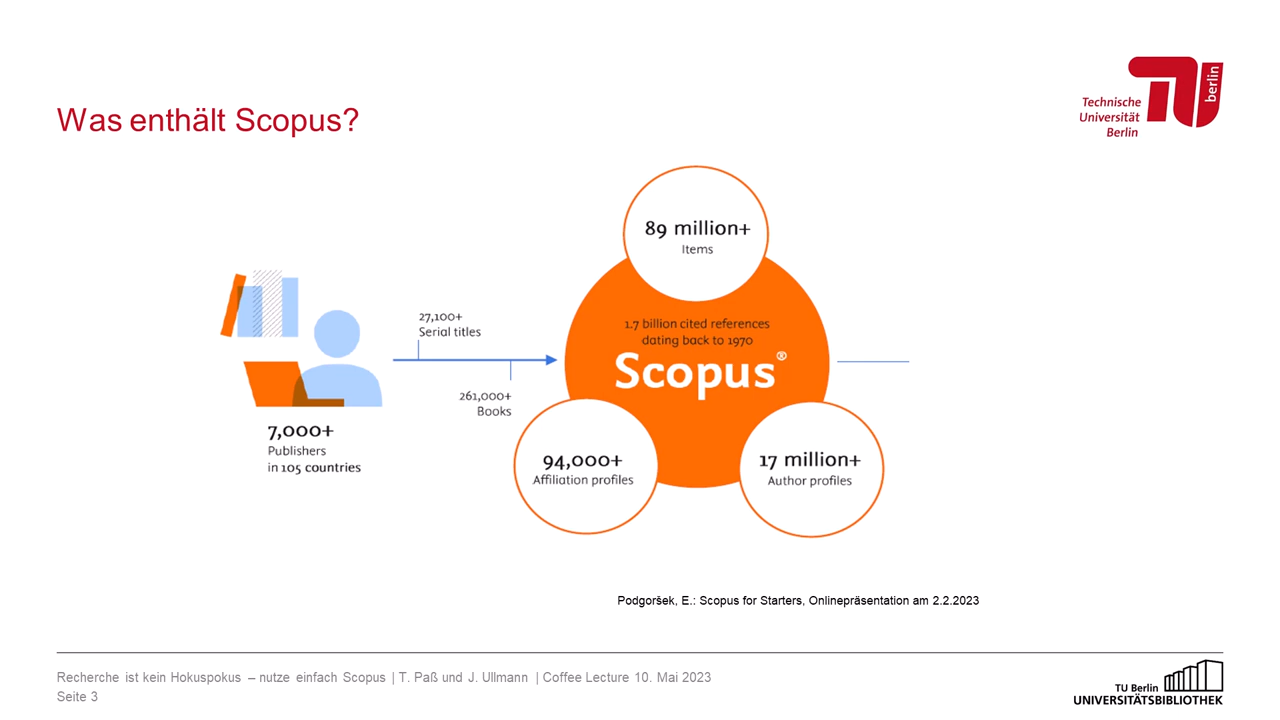 Technische
Universität
Berlin
berlin
Was enthält Scopus?
89 million+
Items
1.7 billion cited references
dating back to 1970
Scopus®
27,100+
Serial titles
261,000+
Books
7,000+
Publishers
in 105 countries
94,000+
Affiliation profiles
17 million+
Author profiles
Podgoršek, E.: Scopus for Starters, Onlinepräsentation am 2.2.2023
Recherche ist kein Hokuspokus – nutze einfach Scopus | T. Paß und J. Ullmann | Coffee Lecture 10. Mai 2023
Seite 3
TU Berlin
UNIVERSITÄTSBIBLIOTHEK